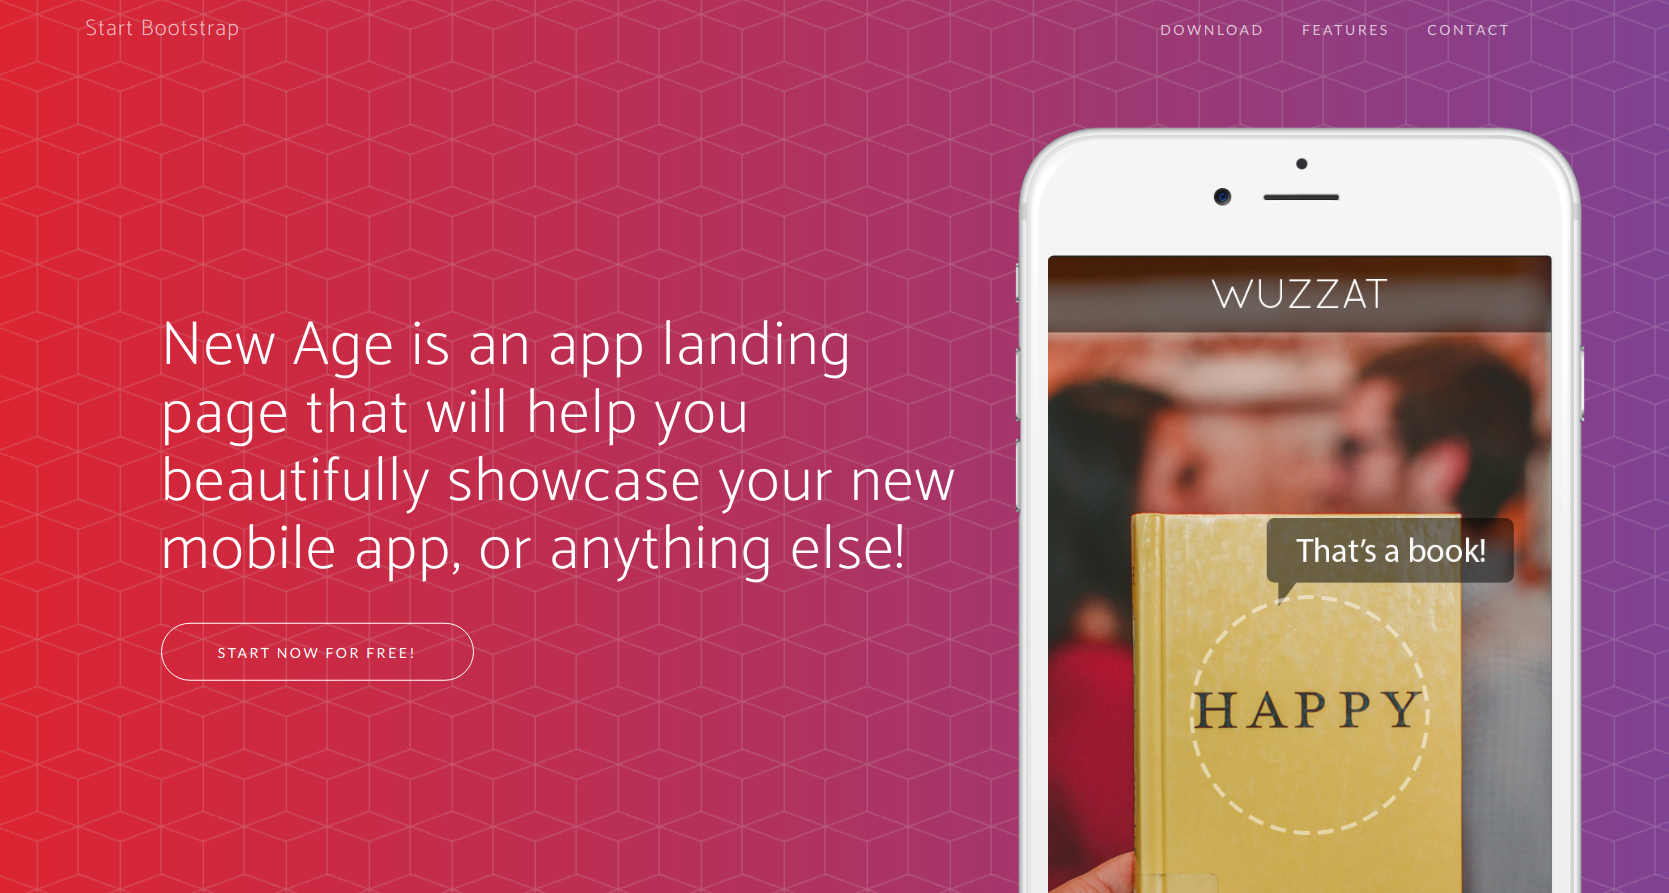 Start Bootstrap
DOWNLOAD FEATURES CONTACT
New Age is an app landing
page that will help you
beautifully showcase your new
mobile app, or anything else!
START NOW FOR FREE!
WUZZAT
That's a book!
HAPPY